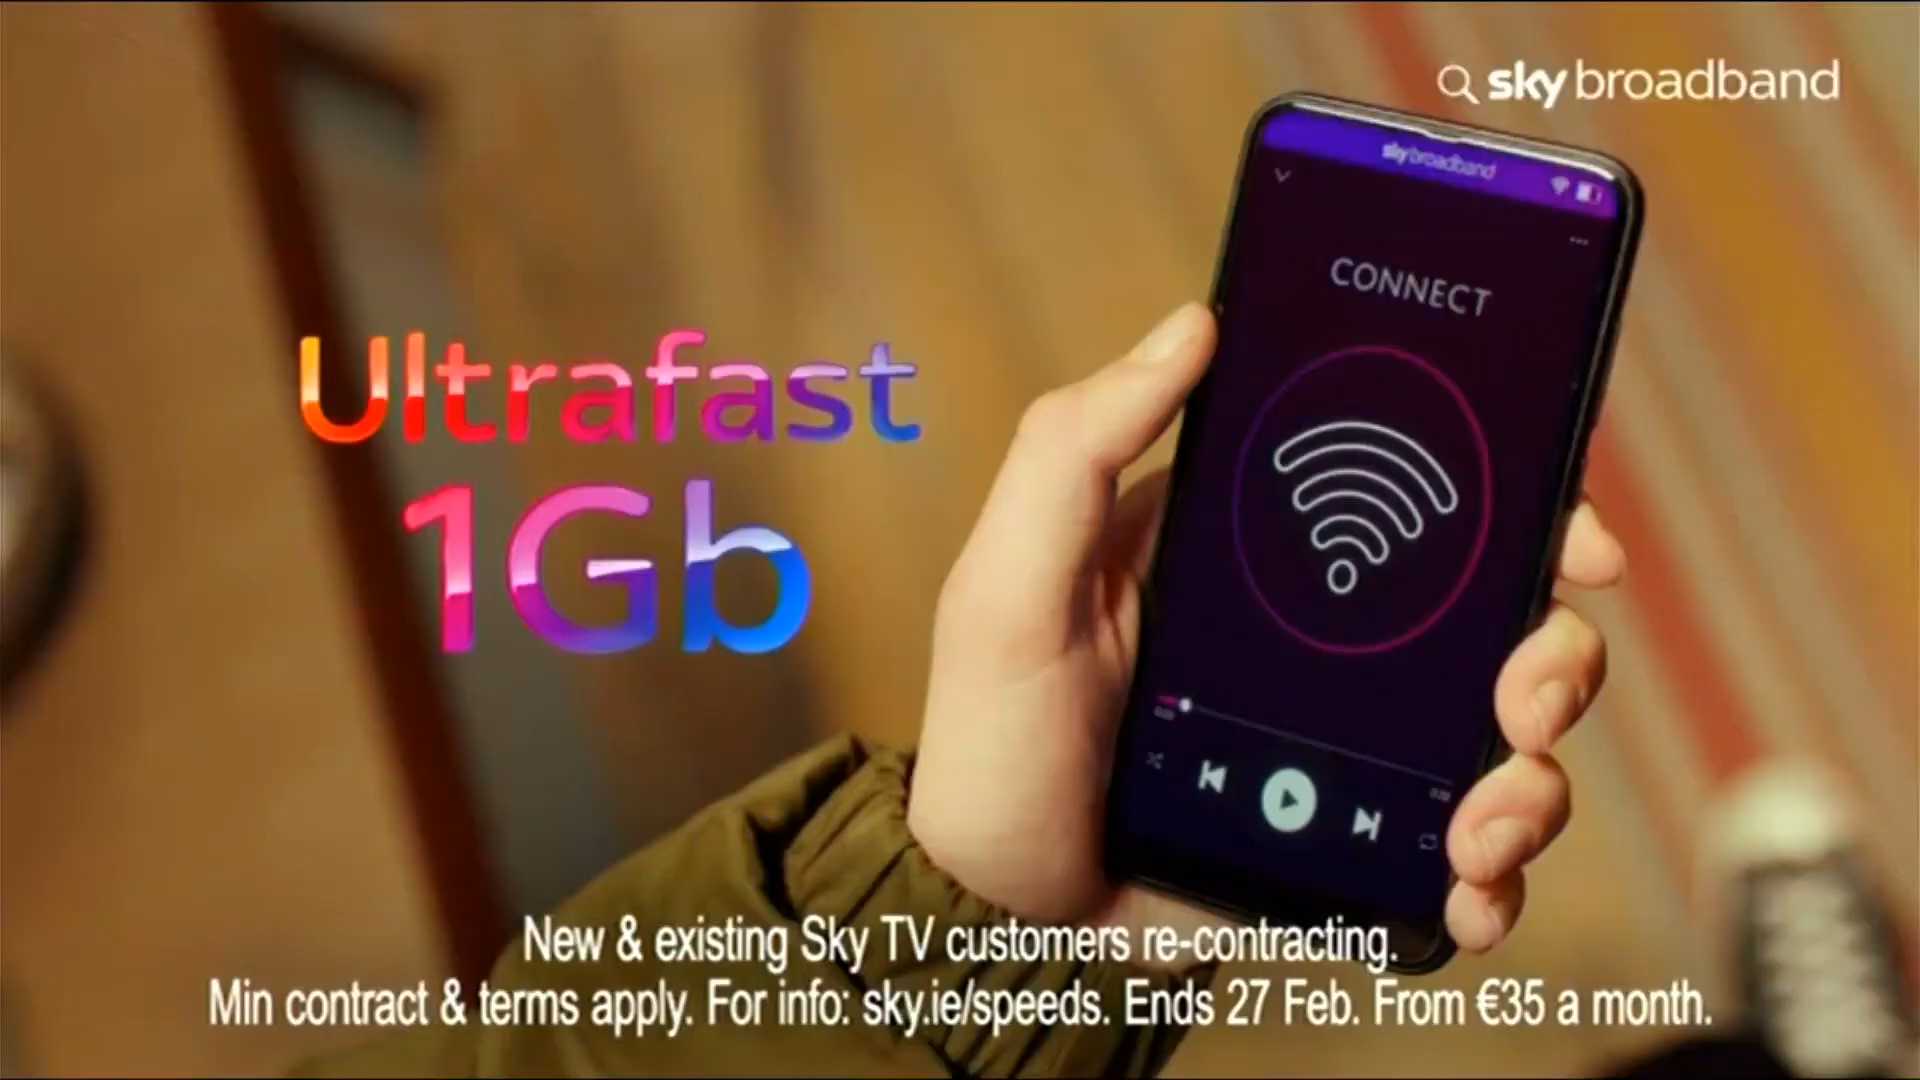 sky broadband
sky broadband
CONNECT
Ultrafast
1Gb
New & existing Sky TV customers re-contracting.
Min contract & terms apply. For info: sky.ie/speeds. Ends 27 Feb. From €35 a month.